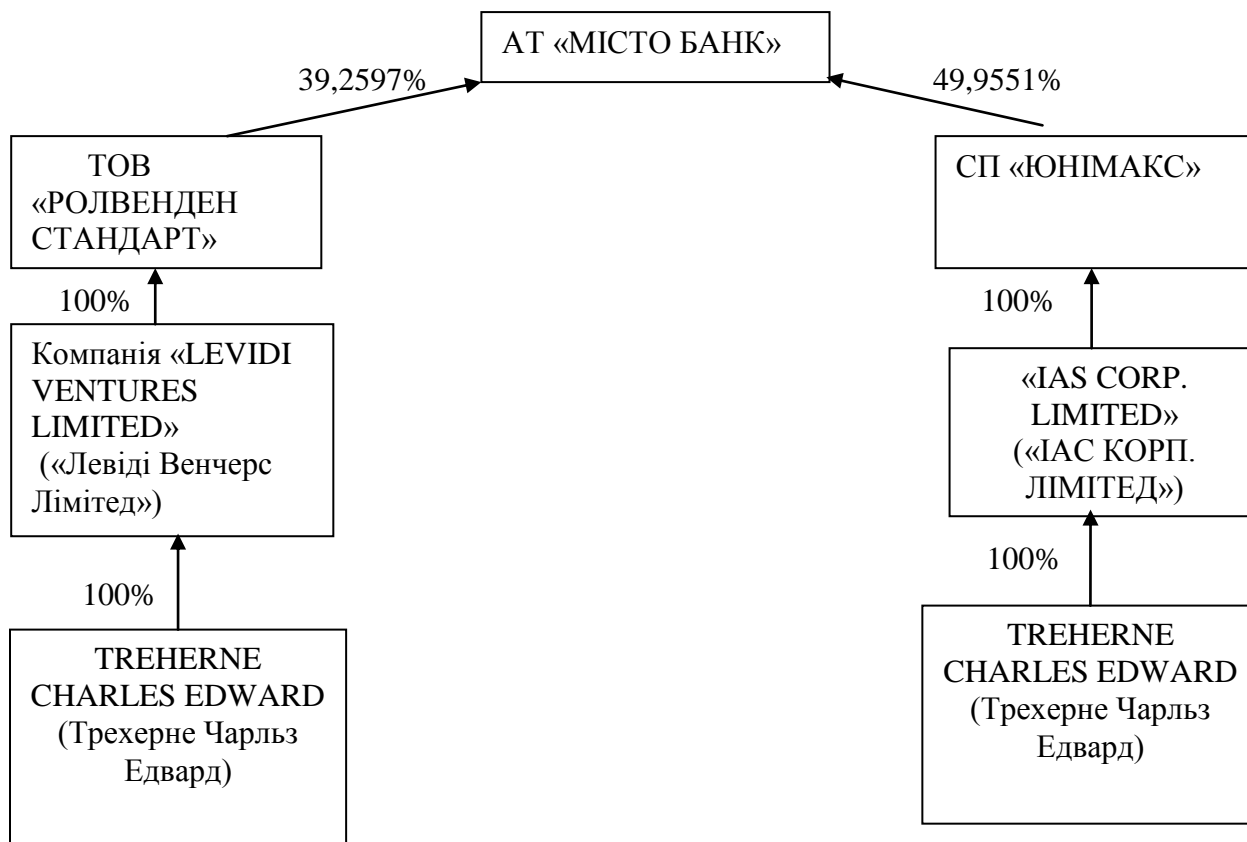 АТ «МІСТО БАНК»
39,2597%
49,9551%
ТОВ
«РОЛВЕНДЕН
СТАНДАРТ»
СП «ЮНІМАКС»
100%
100%
Компанія «LEVIDI
VENTURES
LIMITED»
(«Левіді Венчерс
Лімітед»)
«IAS CORP.
LIMITED»
(«ІАС КОРП.
ЛІМІТЕД»)
100%
100%
TREHERNE
CHARLES EDWARD
(Трехерне Чарльз
Едвард)
TREHERNE
CHARLES EDWARD
(Трехерне Чарльз
Едвард)